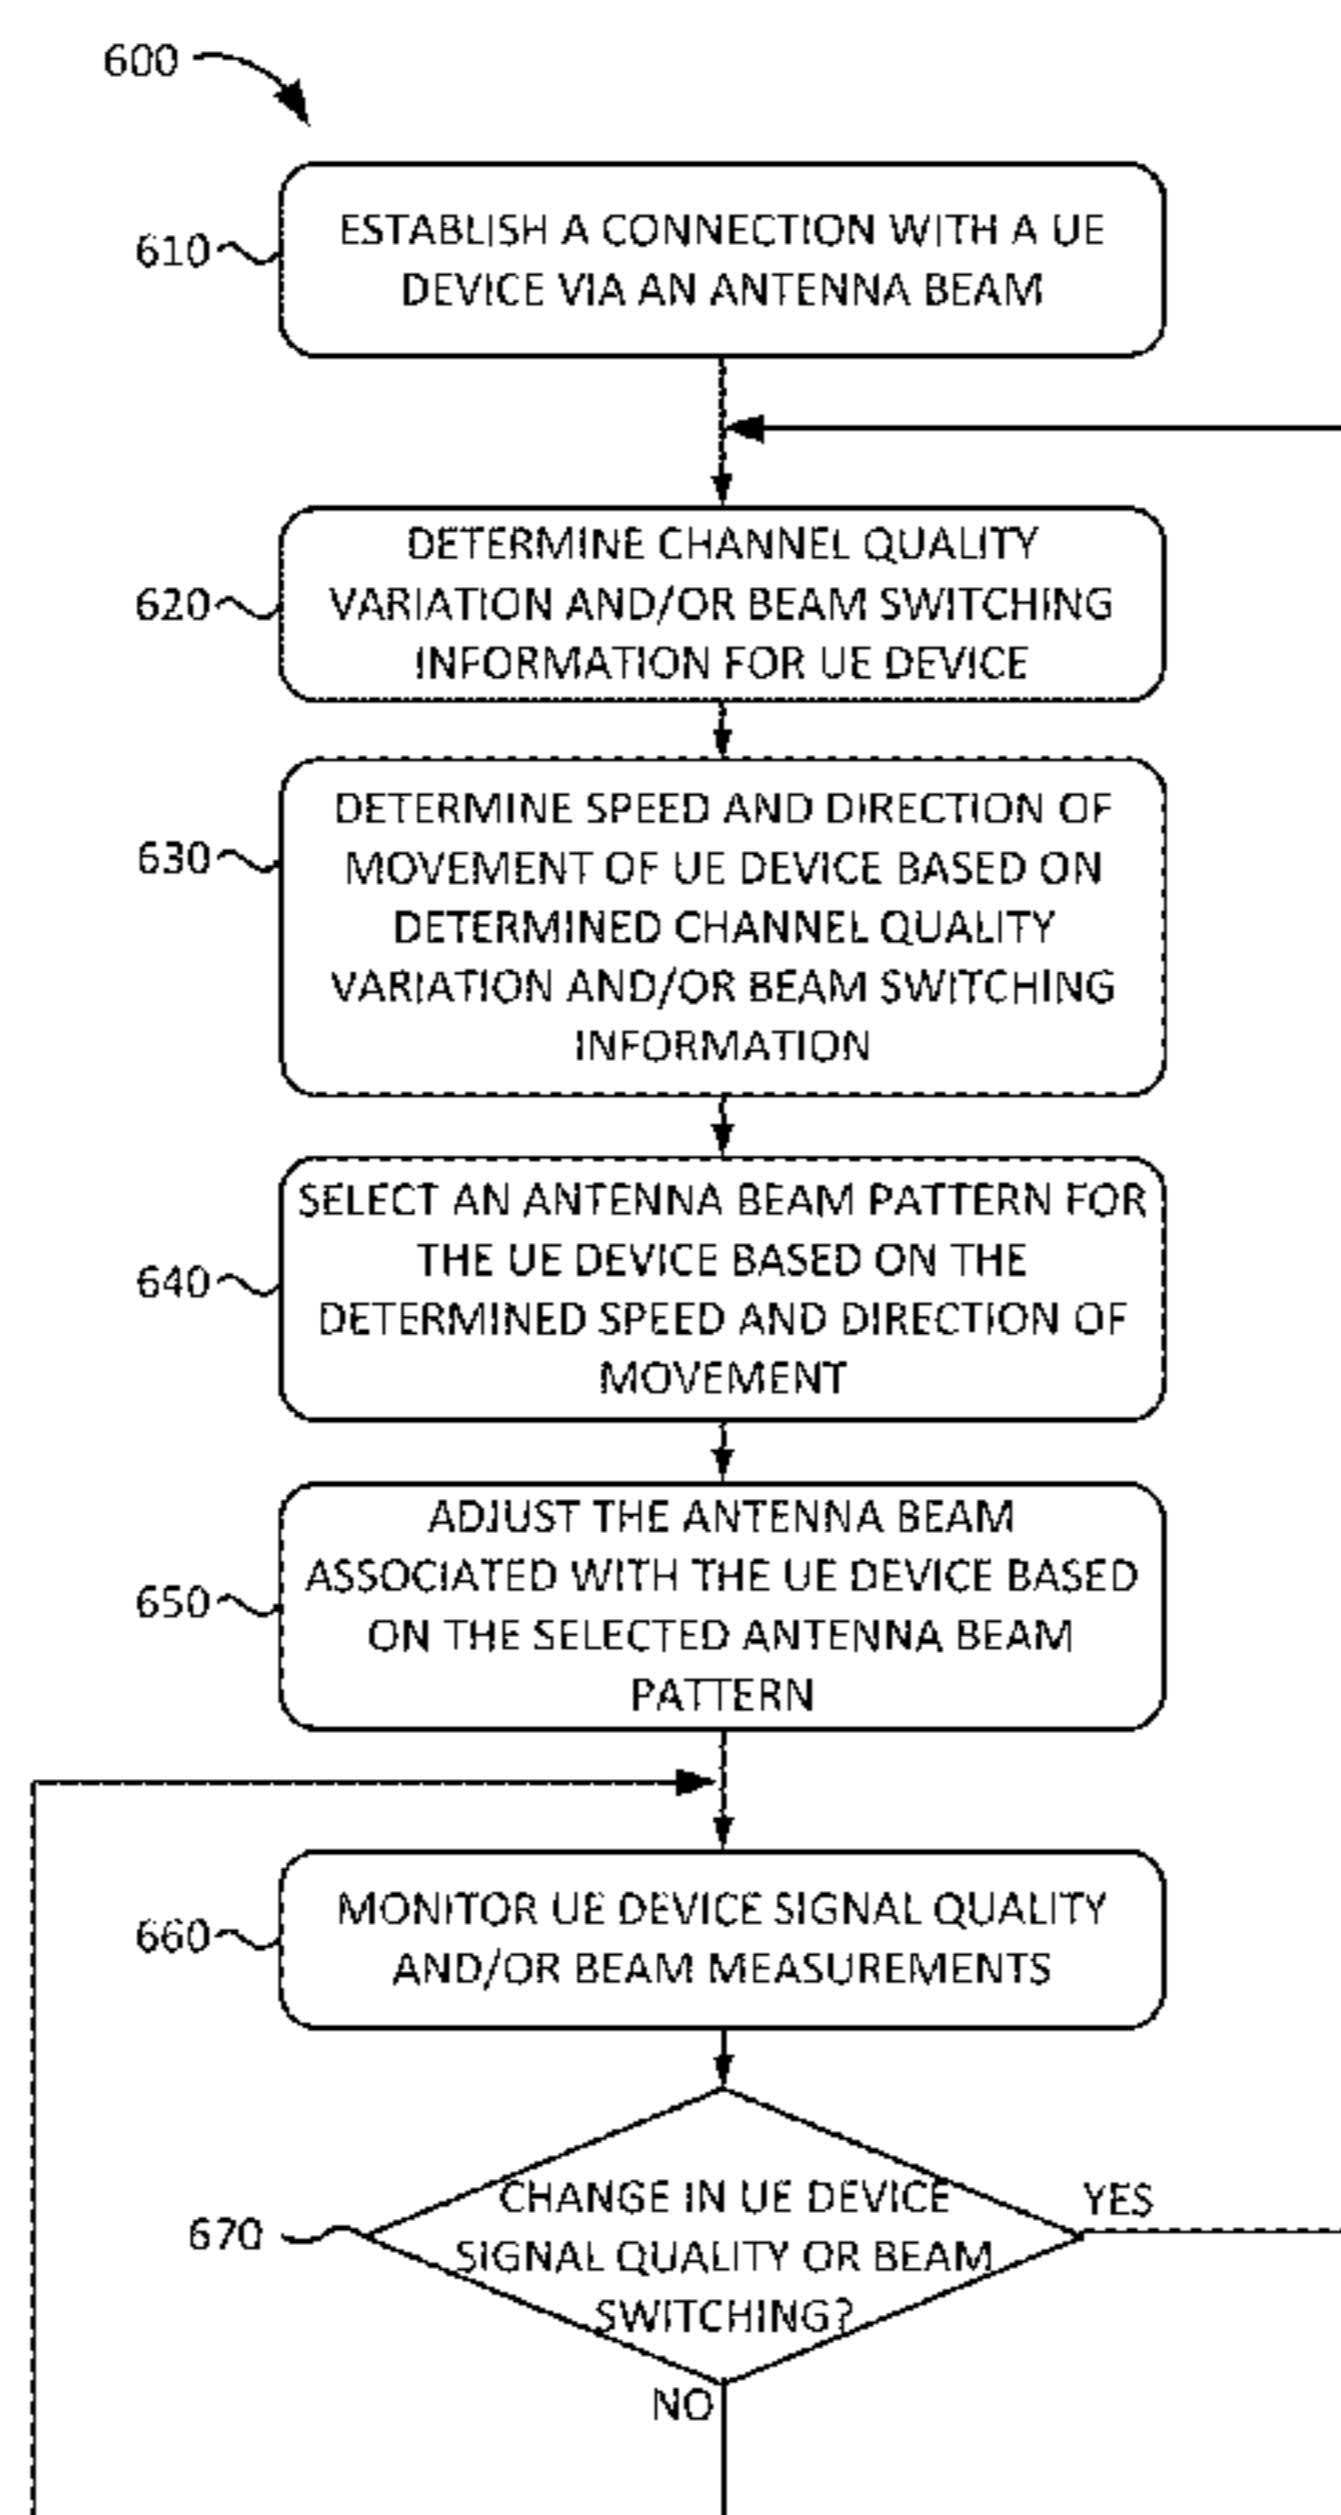 600
610
ESTABLISH A CONNECTION WITH A UE
DEVICE VIA AN ANTENNA BEAM
620
DETERMINE CHANNEL QUALITY
VARIATION AND/OR BEAM SWITCHING
INFORMATION FOR UE DEVICE
630
DETERMINE SPEED AND DIRECTION OF
MOVEMENT OF UE DEVICE BASED ON
DETERMINED CHANNEL QUALITY
VARIATION AND/OR BEAM SWITCHING
INFORMATION
640
SELECT AN ANTENNA BEAM PATTERN FOR
THE UE DEVICE BASED ON THE
DETERMINED SPEED AND DIRECTION OF
MOVEMENT
650
ADJUST THE ANTENNA BEAM
ASSOCIATED WITH THE UE DEVICE BASED
ON THE SELECTED ANTENNA BEAM
PATTERN
660
MONITOR UE DEVICE SIGNAL QUALITY
AND/OR BEAM MEASUREMENTS
670
CHANGE IN UE DEVICE
SIGNAL QUALITY OR BEAM
SWITCHING?
YES
NO